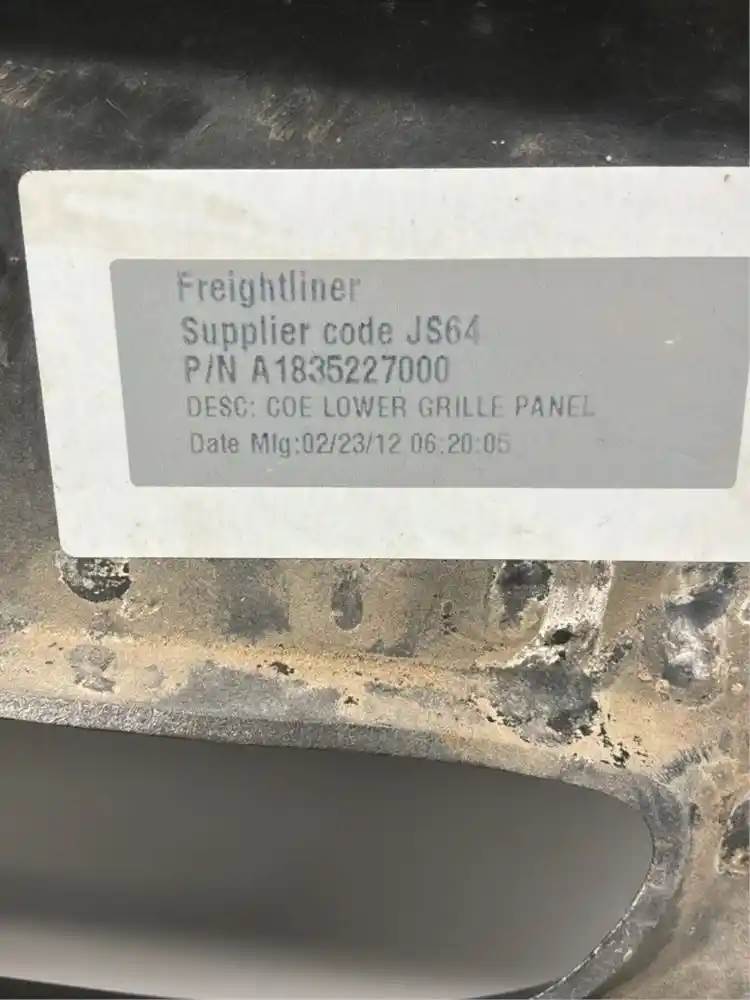 Freightliner
Supplier code JS64
P/N A1835227000
DESC: COE LOWER GRILLE PANEL
Date Mfg:02/23/12 06:20:05